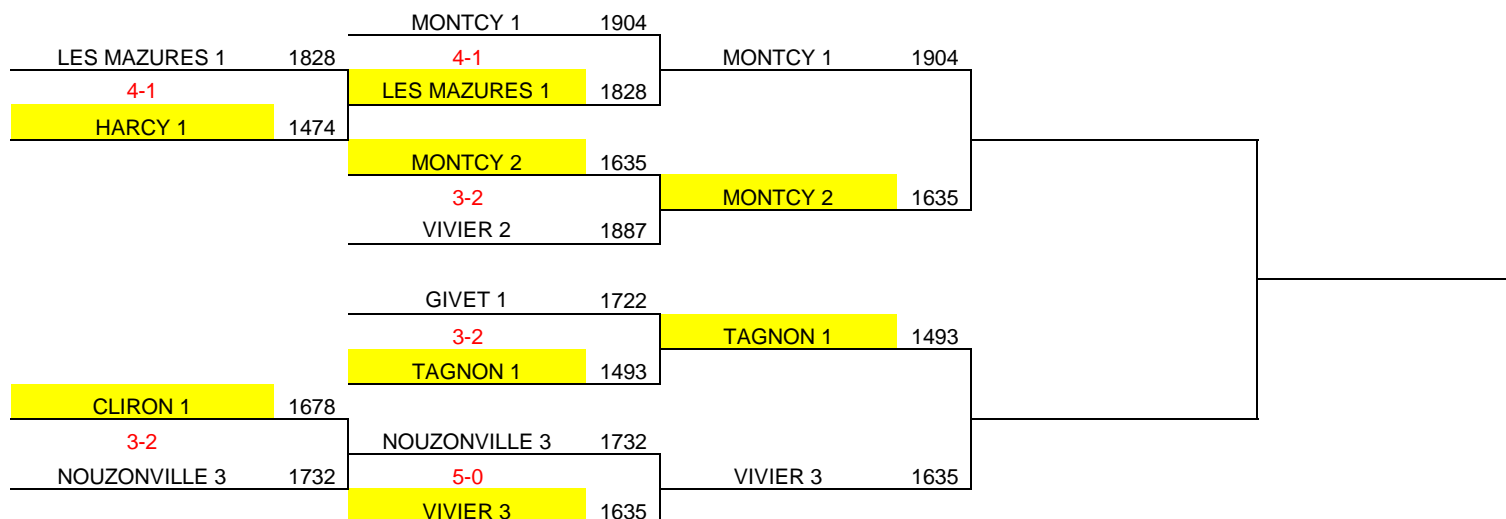 MONTCY 1 1904
LES MAZURES 1 1828 4-1 MONTCY 1 1904
4-1 LES MAZURES 1 1828
HARCY 1 1474
MONTCY 2 1635
3-2 MONTCY 2 1635
VIVIER 2 1887
GIVET 1 1722
3-2 TAGNON 1 1493
TAGNON 1 1493
CLIRON 1 1678
3-2 NOUZONVILLE 3 1732
NOUZONVILLE 3 1732 5-0 VIVIER 3 1635
VIVIER 3 1635